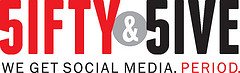 5IFTY & 5IVE
WE GET SOCIAL MEDIA. PERIOD.